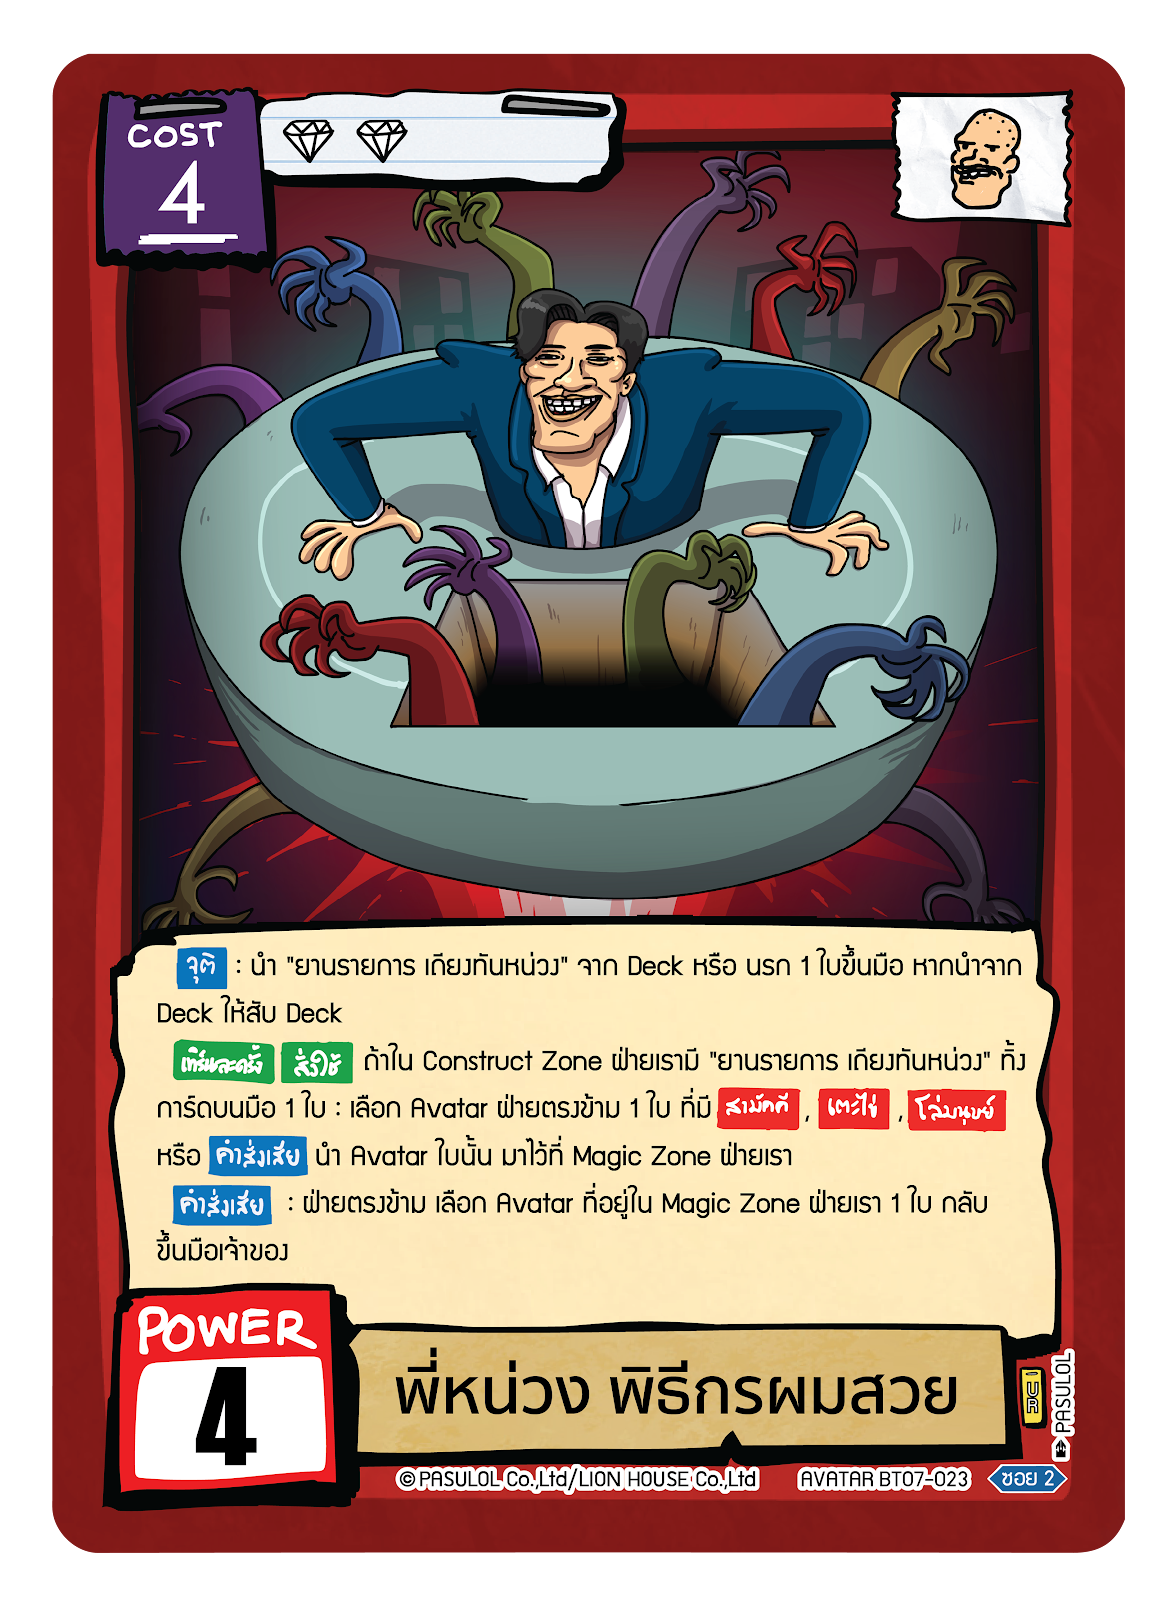 COST
4
จุติ : นำ "ยานรายการ เดียงทันหน่วง" จาก Deck หรือ นรก 1 ใบขึ้นมือ หากนำจาก
Deck ให้สับ Deck
เทิร์นละครั้ง สั่งใช้ ถ้าใน Construct Zone ฝ่ายเรามี "ยานรายการ เดียงทันหน่วง" ทิ้ง
การ์ดบนมือ 1 ใบ : เลือก Avatar ฝ่ายตรงข้าม 1 ใบ ที่มี สามัคคี , เตะไข่ , โล่มนุษย์
หรือ คำสั่งเสีย นำ Avatar ใบนั้น มาไว้ที่ Magic Zone ฝ่ายเรา
คำสั่งเสีย : ฝ่ายตรงข้าม เลือก Avatar ที่อยู่ใน Magic Zone ฝ่ายเรา 1 ใบ กลับ
ขึ้นมือเจ้าของ
POWER
4
พี่หน่วง พิธีกรผมสวย
UR
PASULOL
© PASULOL Co.,Ltd/LION HOUSE Co.,Ltd
AVATAR BT07-023
ซอย 2